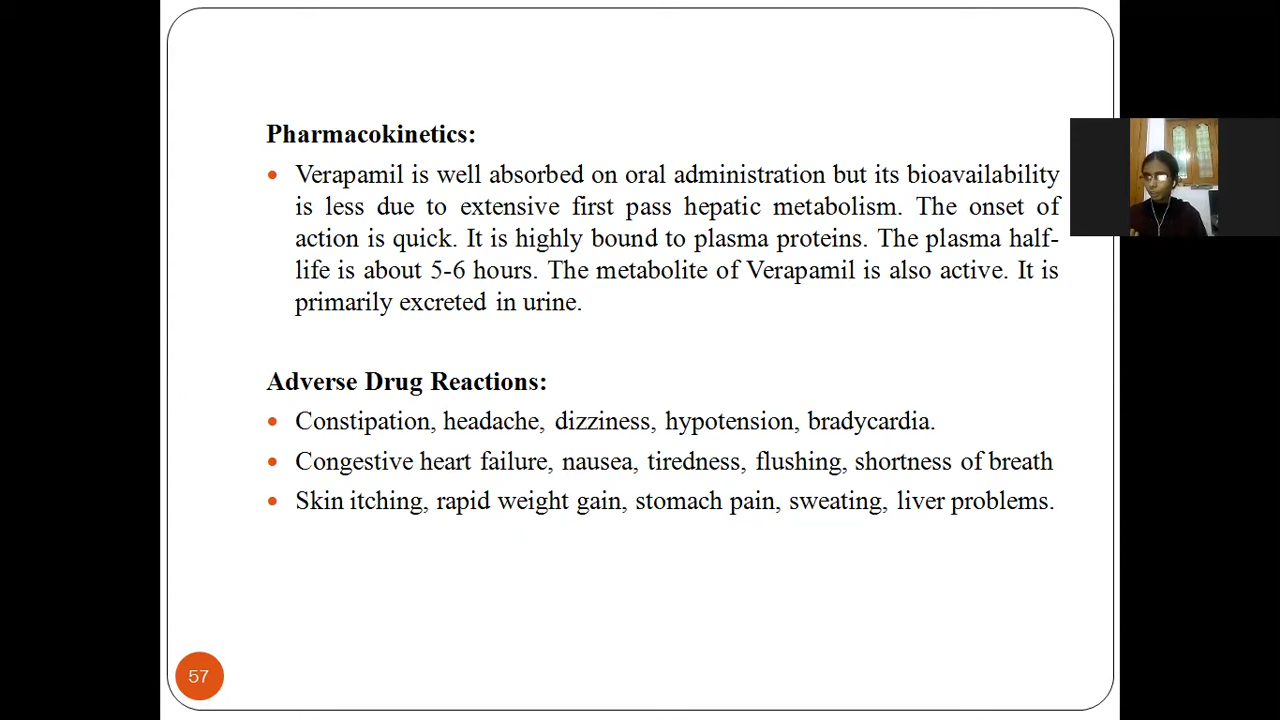 Pharmacokinetics:
• Verapamil is well absorbed on oral administration but its bioavailability
is less due to extensive first pass hepatic metabolism. The onset of
action is quick. It is highly bound to plasma proteins. The plasma half-
life is about 5-6 hours. The metabolite of Verapamil is also active. It is
primarily excreted in urine.
Adverse Drug Reactions:
• Constipation, headache, dizziness, hypotension, bradycardia.
• Congestive heart failure, nausea, tiredness, flushing, shortness of breath
• Skin itching, rapid weight gain, stomach pain, sweating, liver problems.
57